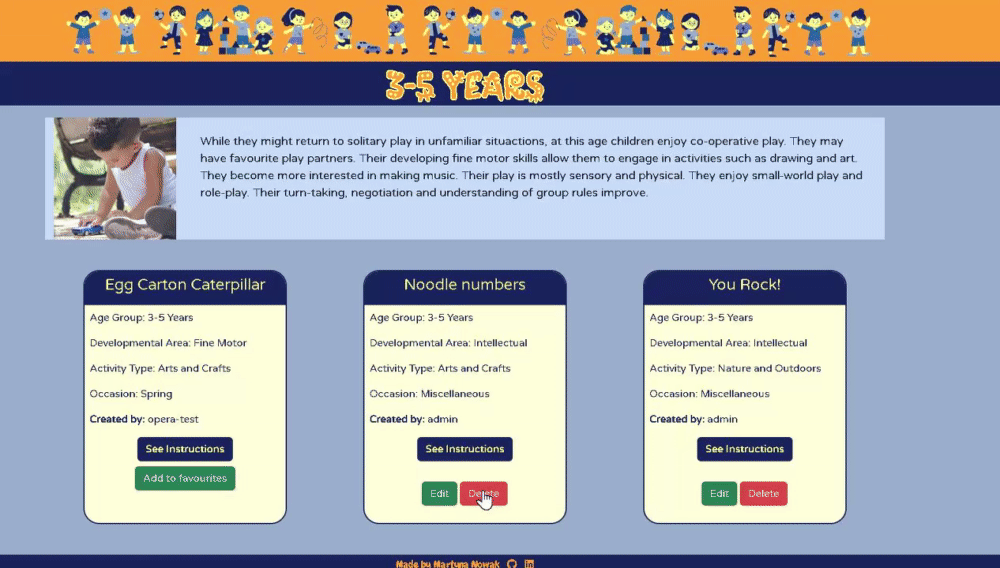 3-5 YEARS
While they might return to solitary play in unfamiliar situactions, at this age children enjoy co-operative play. They may
have favourite play partners. Their developing fine motor skills allow them to engage in activities such as drawing and art.
They become more interested in making music. Their play is mostly sensory and physical. They enjoy small-world play and
role-play. Their turn-taking, negotiation and understanding of group rules improve.
Egg Carton Caterpillar
Age Group: 3-5 Years
Developmental Area: Fine Motor
Activity Type: Arts and Crafts
Occasion: Spring
Created by: opera-test
See Instructions
Add to favourites
Noodle numbers
Age Group: 3-5 Years
Developmental Area: Intellectual
Activity Type: Arts and Crafts
Occasion: Miscellaneous
Created by: admin
See Instructions
Edit Delete
You Rock!
Age Group: 3-5 Years
Developmental Area: Intellectual
Activity Type: Nature and Outdoors
Occasion: Miscellaneous
Created by: admin
See Instructions
Edit Delete
Made by Martyna Nowak